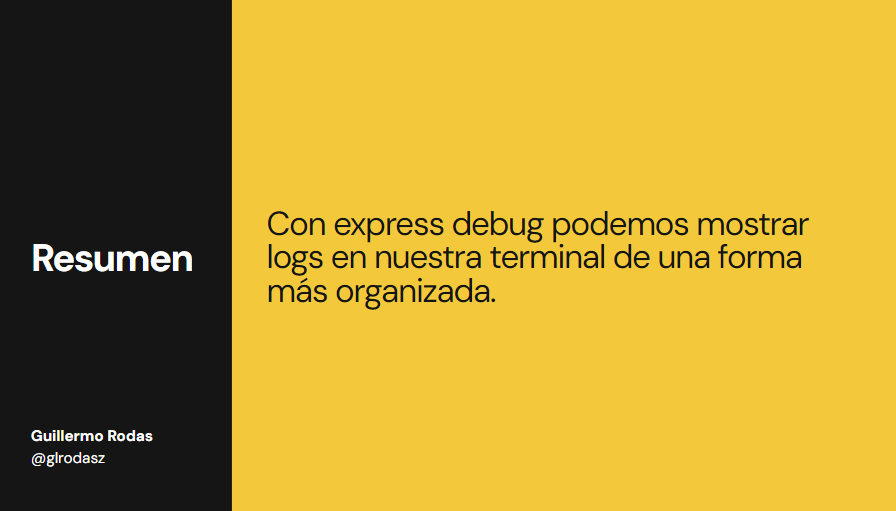 Resumen
Guillermo Rodas
@glrodasz
Con express debug podemos mostrar
logs en nuestra terminal de una forma
más organizada.